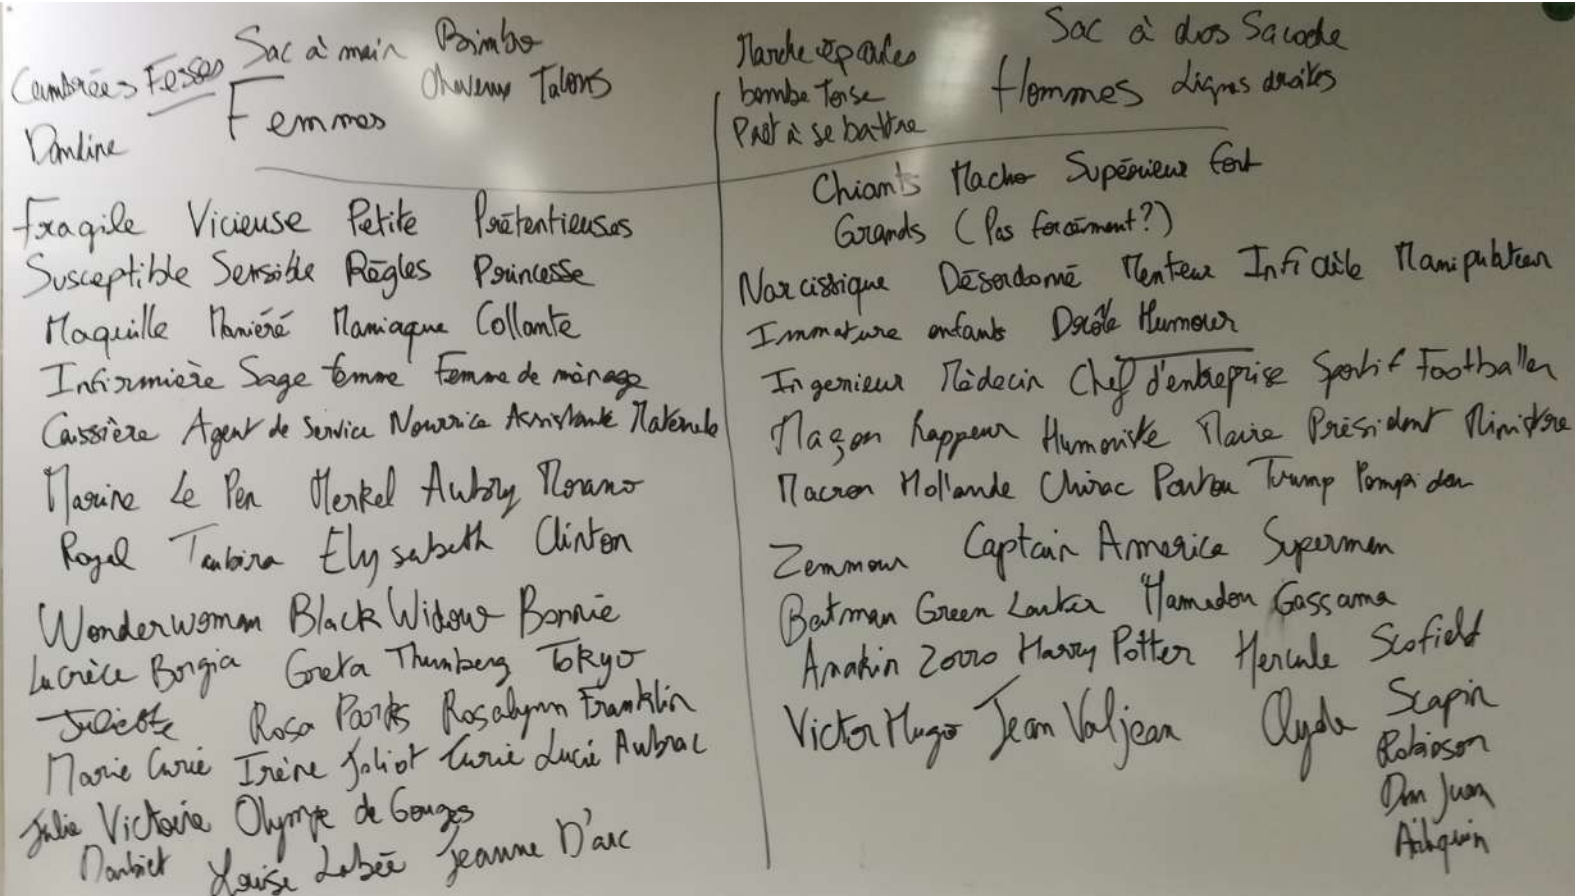 Cambrées Fesses Sac à main Bimbo
Cheveux Talons
Femmes
Dandine
Fragile Vicieuse Petite Prétentieuses
Susceptible Sensible Règles Princesse
Maquille Maniéré Maniaque Collante
Infirmière Sage femme Femme de ménage
Caissière Agent de Service Nourrice Assistante Maternelle
Marine Le Pen Merkel Aubry Morano
Royal Taubira Elysabeth Clinton
Wonderwoman Black Widow Bonnie
Lucrèce Borgia Greta Thunberg Tokyo
Juliette Rosa Parks Rosalynn Franklin
Marie Curie Irène Joliot Curie Lucie Aubrac
Julie Victoire Olympe de Gouges
Daubiet Louise Labée Jeanne D'arc
Marche épaules Sac à dos Sacoche
bombe torse Hommes Lignes droites
Prêt à se battre
Chiants Macho Supérieur Fort
Grands (Pas forcément?)
Narcissique Désordonné Menteur Infidèle Manipulateur
Immature enfants Drôle Humour
Ingenieur Médecin Chef d'entreprise Sportif Footballer
Maçon Rappeur Humoriste Maire Président Ministre
Macron Hollande Chirac Poutou Trump Pompidou
Zemmour Captain America Superman
Batman Green Lanter Mamadou Gassama
Anakin Zorro Harry Potter Hercule Scofield
Victor Hugo Jean Valjean Clyde Scapin
Robinson
Dom Juan
Arlequin